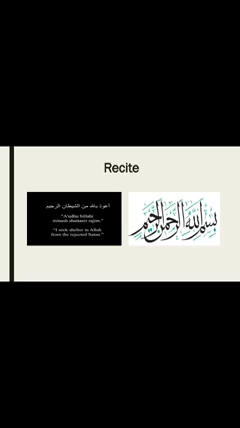 Recite
أعوذ بالله من الشيطان الرجيم
"A'udhu billahi
minash shaitanir rajim."
"I seek shelter in Allah
from the rejected Satan."
بسم الله الرحمن الرحيم